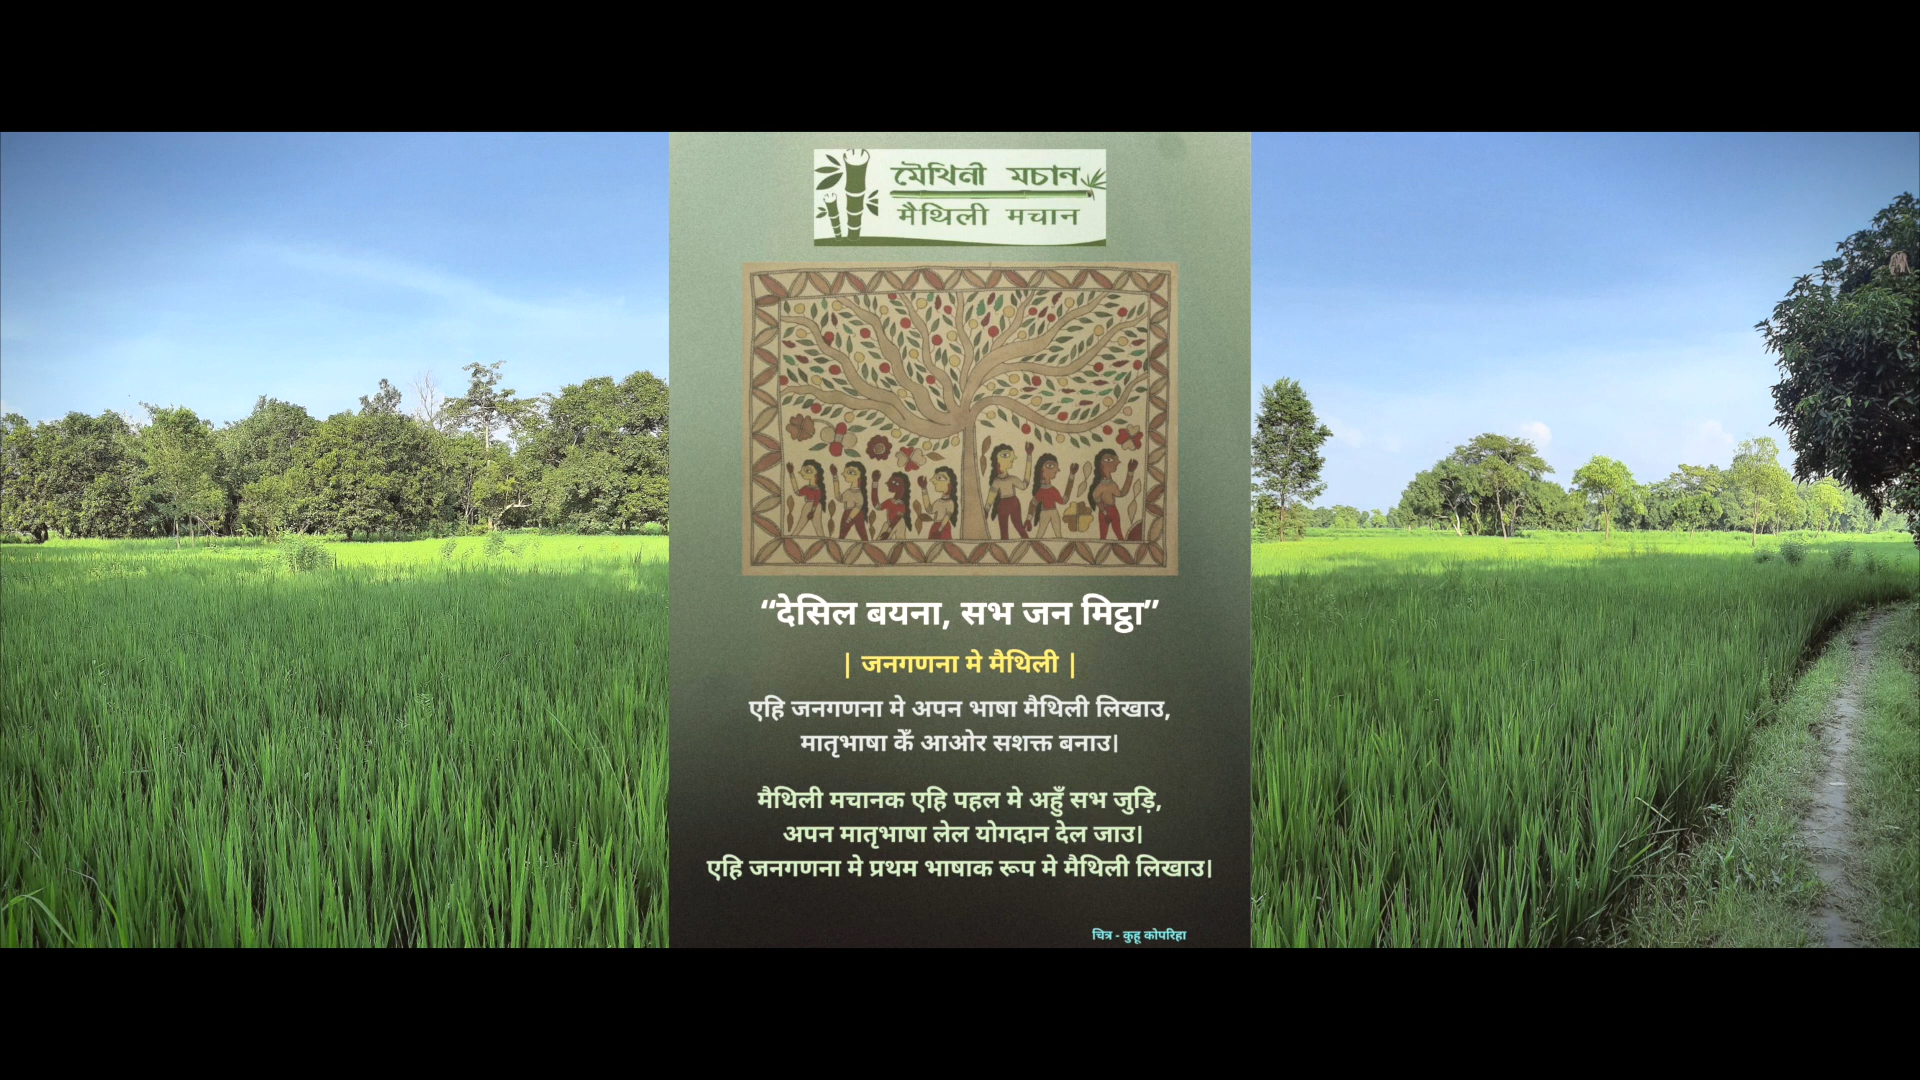 𑒧𑒻𑒟𑒱𑒪𑒲 𑒧𑒔𑒰𑒢
मैथिली मचान
“देसिल बयना, सभ जन मिट्ठा”
| जनगणना मे मैथिली |
एहि जनगणना मे अपन भाषा मैथिली लिखाउ,
मातृभाषा केँ आओर सशक्त बनाउ।
मैथिली मचानक एहि पहल मे अहुँ सभ जुड़ि,
अपन मातृभाषा लेल योगदान देल जाउ।
एहि जनगणना मे प्रथम भाषाक रूप मे मैथिली लिखाउ।
चित्र - कुहू कोपरिहा